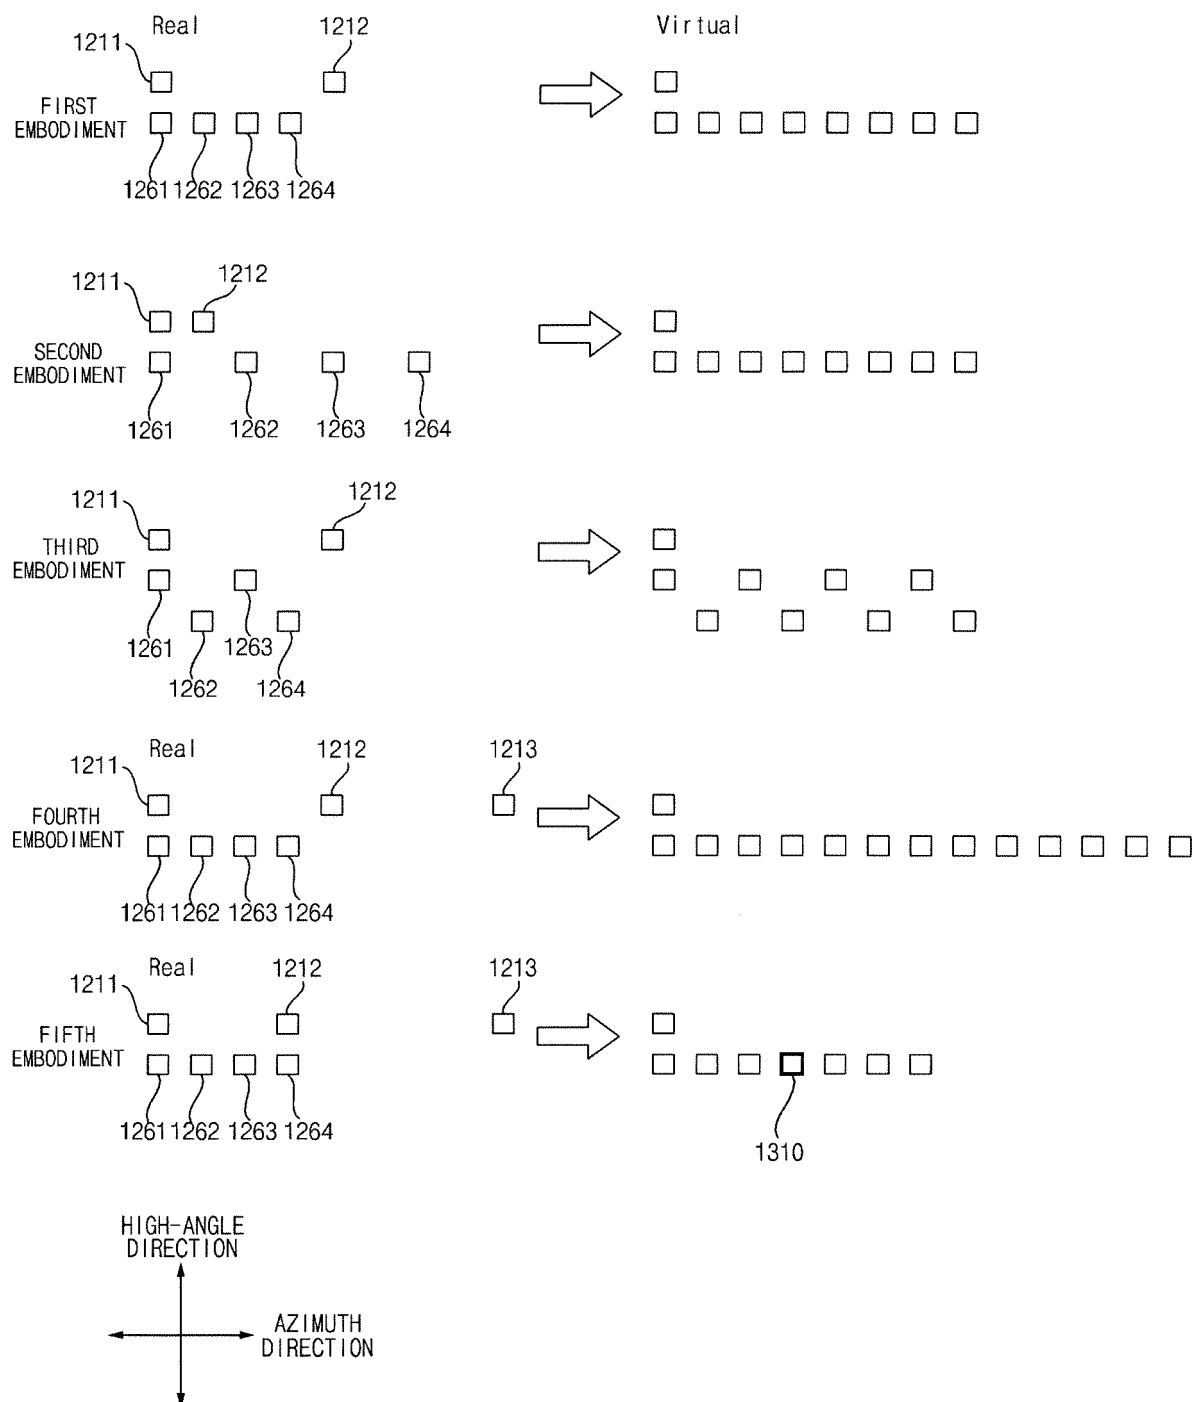 Real
Virtual
1211
1212
FIRST
EMBODIMENT
1261 1262 1263 1264
1211
1212
SECOND
EMBODIMENT
1261 1262 1263 1264
1211
1212
THIRD
EMBODIMENT
1261
1263
1262 1264
Real
1211
1212
1213
FOURTH
EMBODIMENT
1261 1262 1263 1264
Real
1211
1212
1213
FIFTH
EMBODIMENT
1261 1262 1263 1264
1310
HIGH-ANGLE
DIRECTION
AZIMUTH
DIRECTION